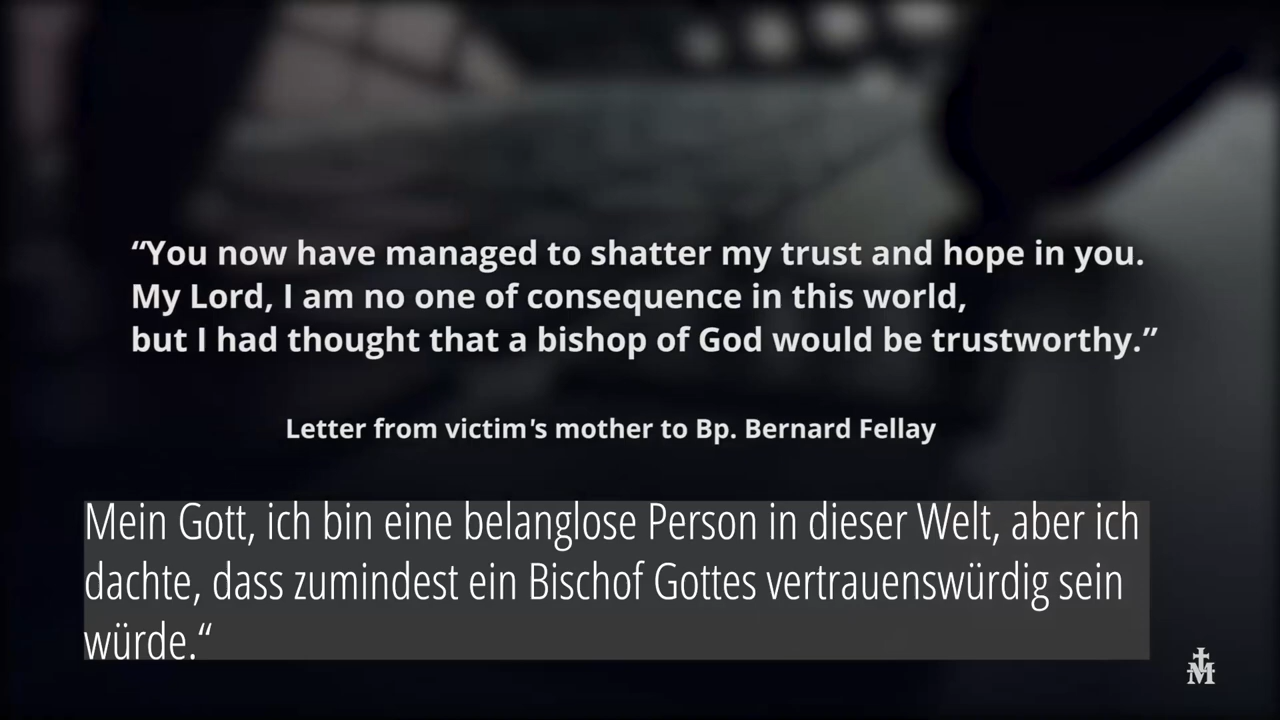 “You now have managed to shatter my trust and hope in you.
My Lord, I am no one of consequence in this world,
but I had thought that a bishop of God would be trustworthy.”
Letter from victim's mother to Bp. Bernard Fellay
Mein Gott, ich bin eine belanglose Person in dieser Welt, aber ich
dachte, dass zumindest ein Bischof Gottes vertrauenswürdig sein
würde.“